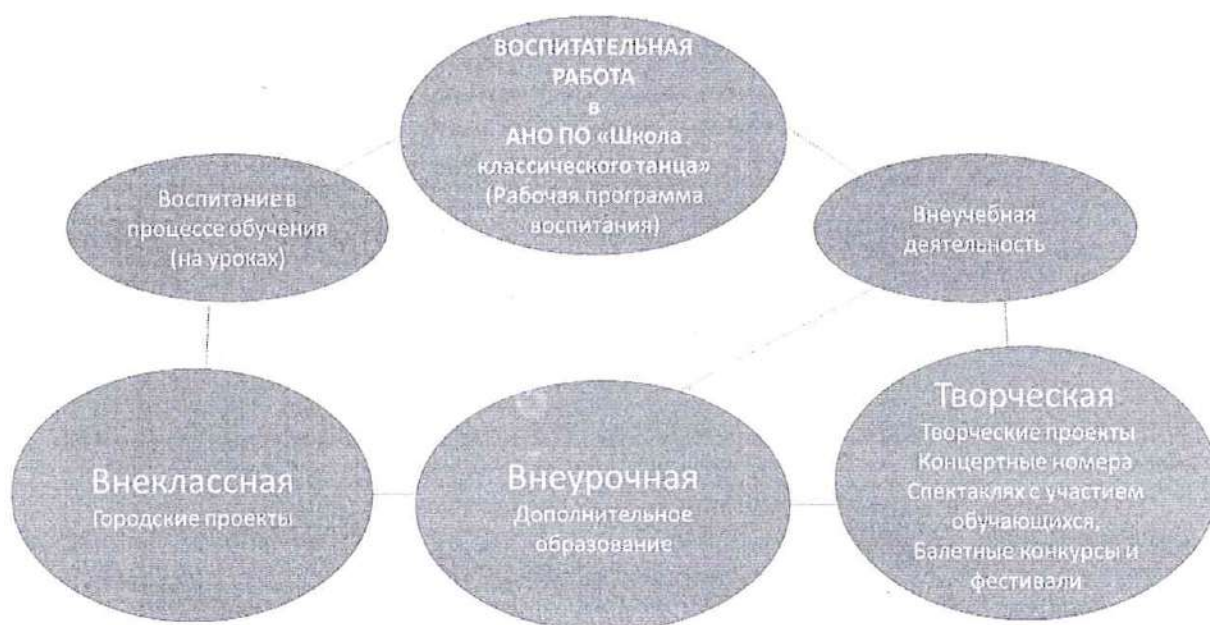 ВОСПИТАТЕЛЬНАЯ
РАБОТА
в
АНО ПО «Школа
классического танца»
(Рабочая программа
воспитания)
Воспитание в
процессе обучения
(на уроках)
Внеучебная
деятельность
Внеклассная
Городские проекты
Внеурочная
Дополнительное
образование
Творческая
Творческие проекты
Концертные номера
Спектаклях с участием
обучающихся,
Балетные конкурсы и
фестивали